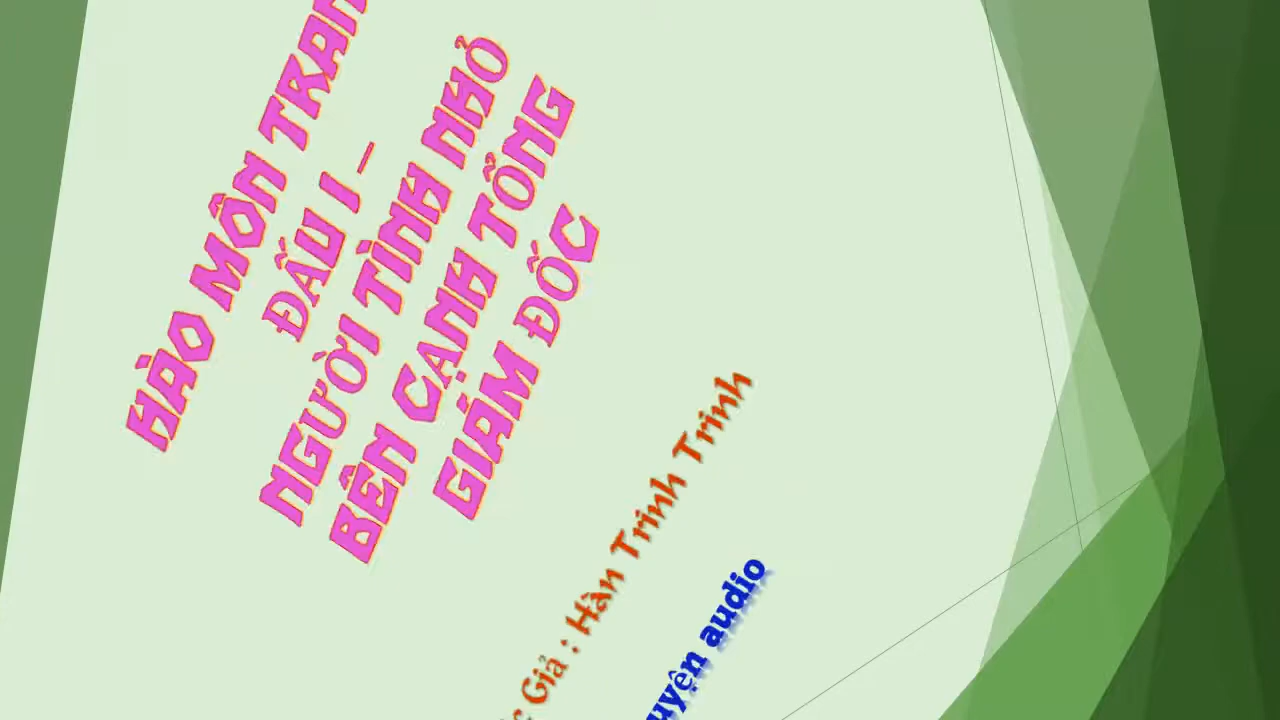 HÀO MÔN TRAN
ĐẤU I –
NGƯỜI TÌNH NHỎ
BÊN CẠNH TỔNG
GIÁM ĐỐC
c Giả : Hàn Trinh Trinh
uyện audio